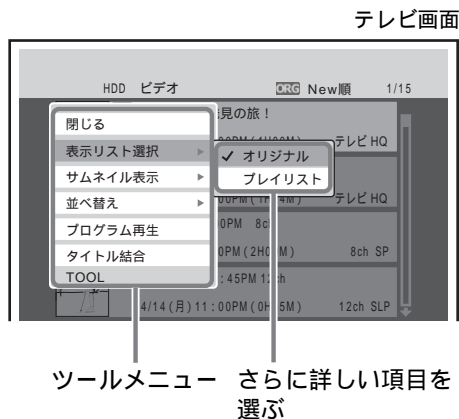 テレビ画面
HDD ビデオ ORG New順 1/15
閉じる
表示リスト選択
サムネイル表示
並べ替え
プログラム再生
タイトル結合
TOOL
オリジナル
プレイリスト
見の旅！
テレビ HQ
テレビ HQ
00PM 8c
0PM(2H0 M) 8ch SP
:45PM 12ch
4/14(月)11:00PM(0H 5M) 12ch SLP
ツールメニュー
さらに詳しい項目を
選ぶ